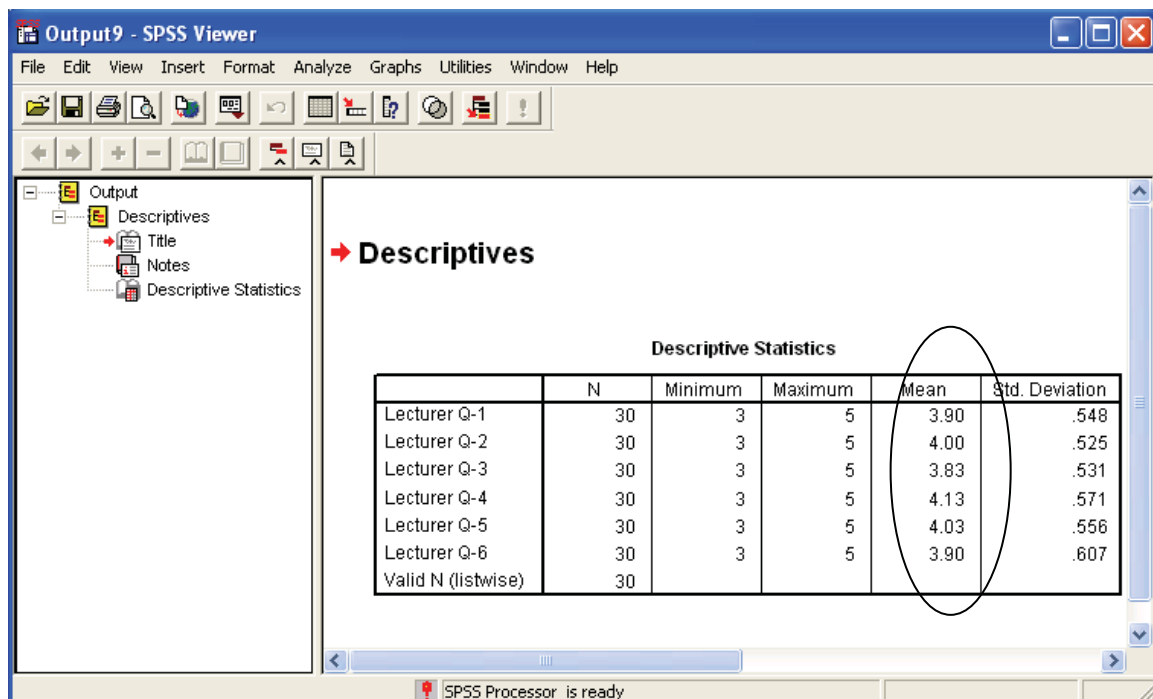 Output9 - SPSS Viewer
File Edit View Insert Format Analyze Graphs Utilities Window Help
Output
Descriptives
Title
Notes
Descriptive Statistics
Descriptives
Descriptive Statistics
N Minimum Maximum Mean Std. Deviation
Lecturer Q-1 30 3 5 3.90 .548
Lecturer Q-2 30 3 5 4.00 .525
Lecturer Q-3 30 3 5 3.83 .531
Lecturer Q-4 30 3 5 4.13 .571
Lecturer Q-5 30 3 5 4.03 .556
Lecturer Q-6 30 3 5 3.90 .607
Valid N (listwise) 30
SPSS Processor is ready